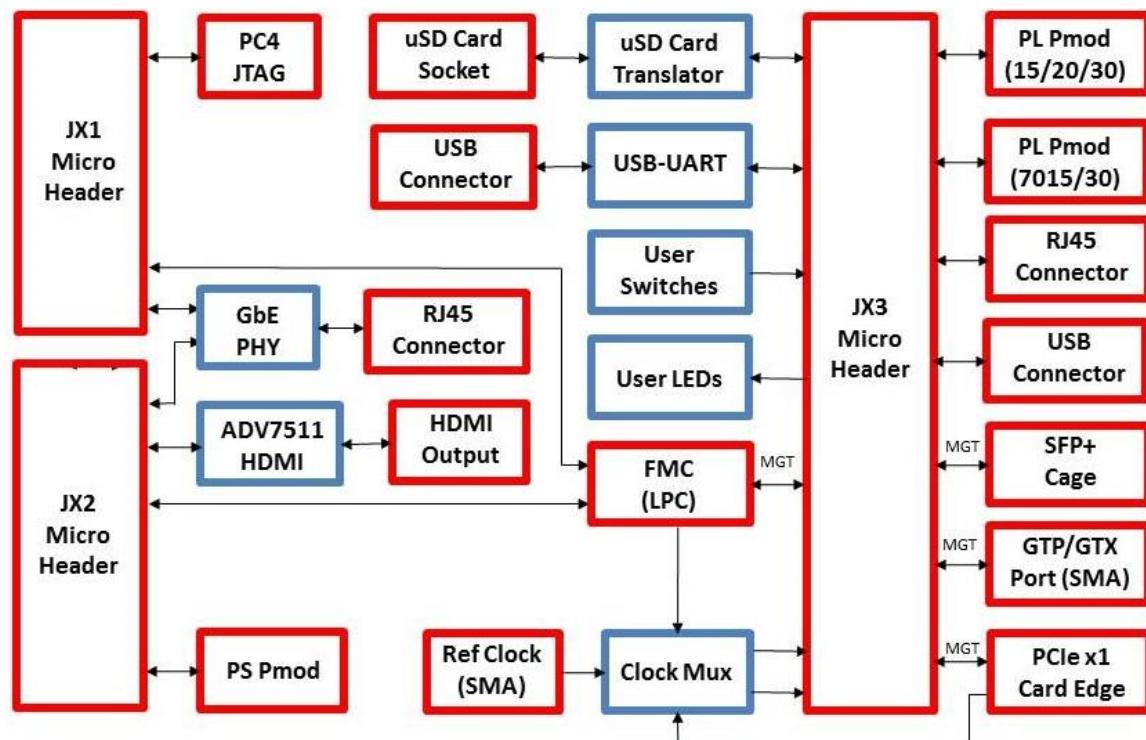 JX1
Micro
Header
PC4
JTAG
uSD Card
Socket
uSD Card
Translator
USB
Connector
USB-UART
User
Switches
GbE
PHY
RJ45
Connector
User LEDs
JX2
Micro
Header
ADV7511
HDMI
HDMI
Output
FMC
(LPC)
MGT
PS Pmod
Ref Clock
(SMA)
Clock Mux
JX3
Micro
Header
PL Pmod
(15/20/30)
PL Pmod
(7015/30)
RJ45
Connector
USB
Connector
MGT
SFP+
Cage
MGT
GTP/GTX
Port (SMA)
MGT
PCIe x1
Card Edge